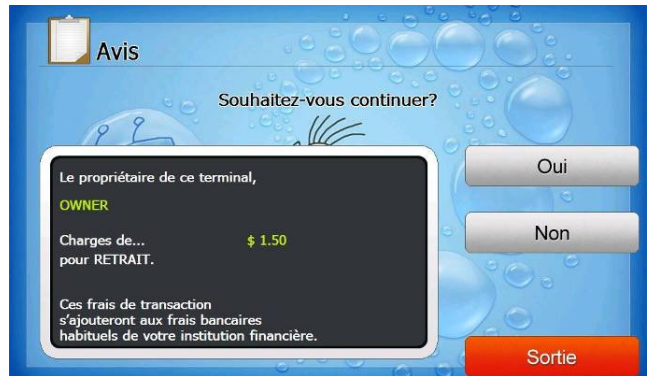 Avis
Souhaitez-vous continuer?
Le propriétaire de ce terminal,
OWNER
Charges de... $ 1.50
pour RETRAIT.
Ces frais de transaction
s'ajouteront aux frais bancaires
habituels de votre institution financière.
Oui
Non
Sortie